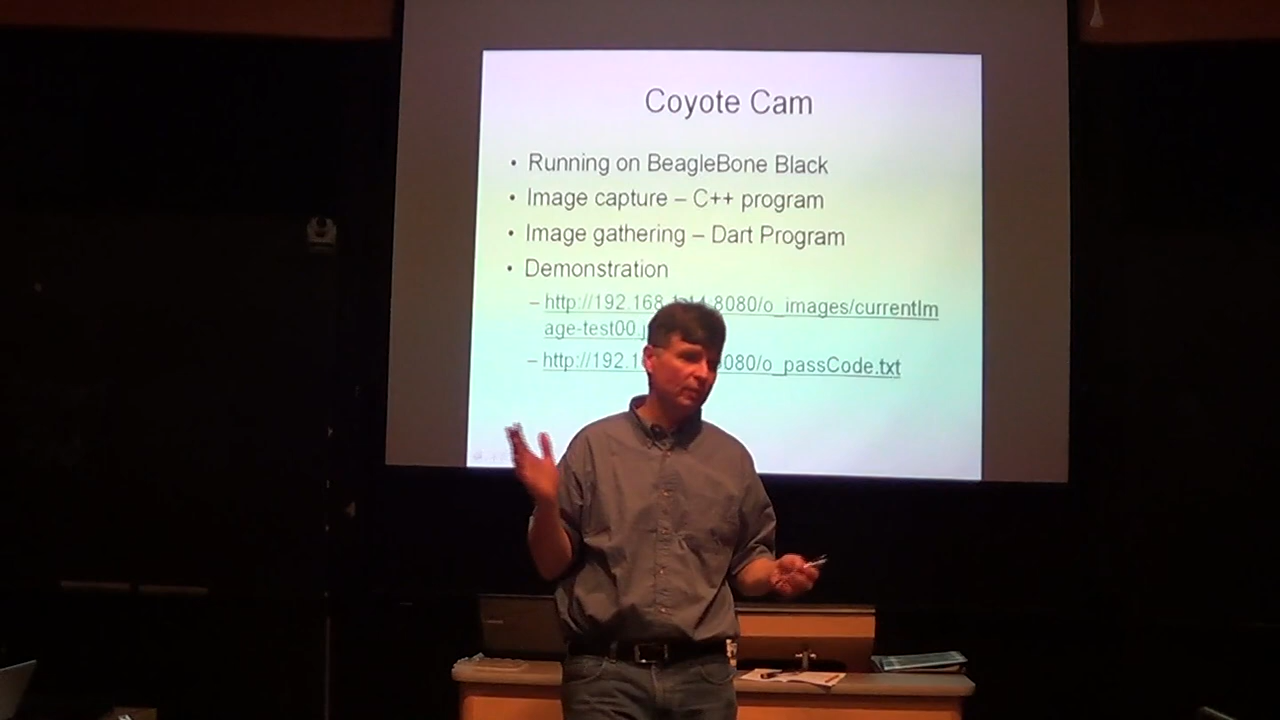 Coyote Cam
• Running on BeagleBone Black
• Image capture – C++ program
• Image gathering – Dart Program
• Demonstration
– http://192.168. 8080/o_images/currentIm
age-test00.
– http://192. 080/o_passCode.txt